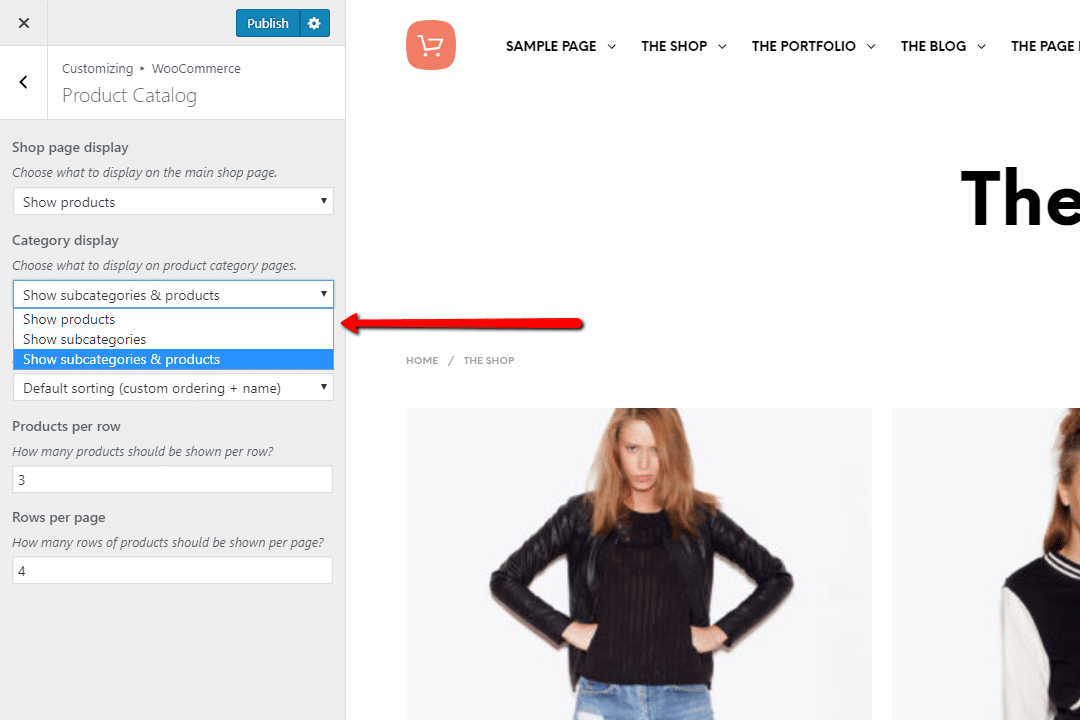 Publish
SAMPLE PAGE THE SHOP THE PORTFOLIO THE BLOG THE PAGE
Customizing ▸ WooCommerce
Product Catalog
Shop page display
Choose what to display on the main shop page.
Show products
The
Category display
Choose what to display on product category pages.
Show subcategories & products
Show products
Show subcategories
Show subcategories & products
HOME / THE SHOP
Default sorting (custom ordering + name)
Products per row
How many products should be shown per row?
3
Rows per page
How many rows of products should be shown per page?
4